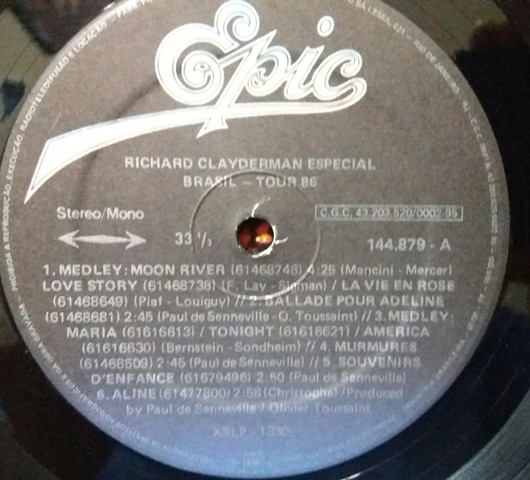 Epic
RICHARD CLAYDERMAN ESPECIAL
BRASIL - TOUR 86
Stereo/Mono
C.G.C. 43.203.520/0002-95
33 1/3
144.879 - A
1. MEDLEY: MOON RIVER (61468746) 4:25 (Mancini - Mercer)
LOVE STORY (61468738) (F. Lay - Sigman) / LA VIE EN ROSE
(61468649) (Piaf - Louiguy) // 2. BALLADE POUR ADELINE
(61468681) 2:45 (Paul de Senneville - O. Toussaint) // 3. MEDLEY:
MARIA (61616613) / TONIGHT (61616621) / AMERICA
(61616630) (Bernstein - Sondheim) // 4. MURMURES
(61468509) 2:45 (Paul de Senneville) // 5. SOUVENIRS
D'ENFANCE (61679496) 2:50 (Paul de Senneville)
6. ALINE (61477800) 2:58 (Christophe) / Produced
by Paul de Senneville / Olivier Toussaint
XSLP - 1330